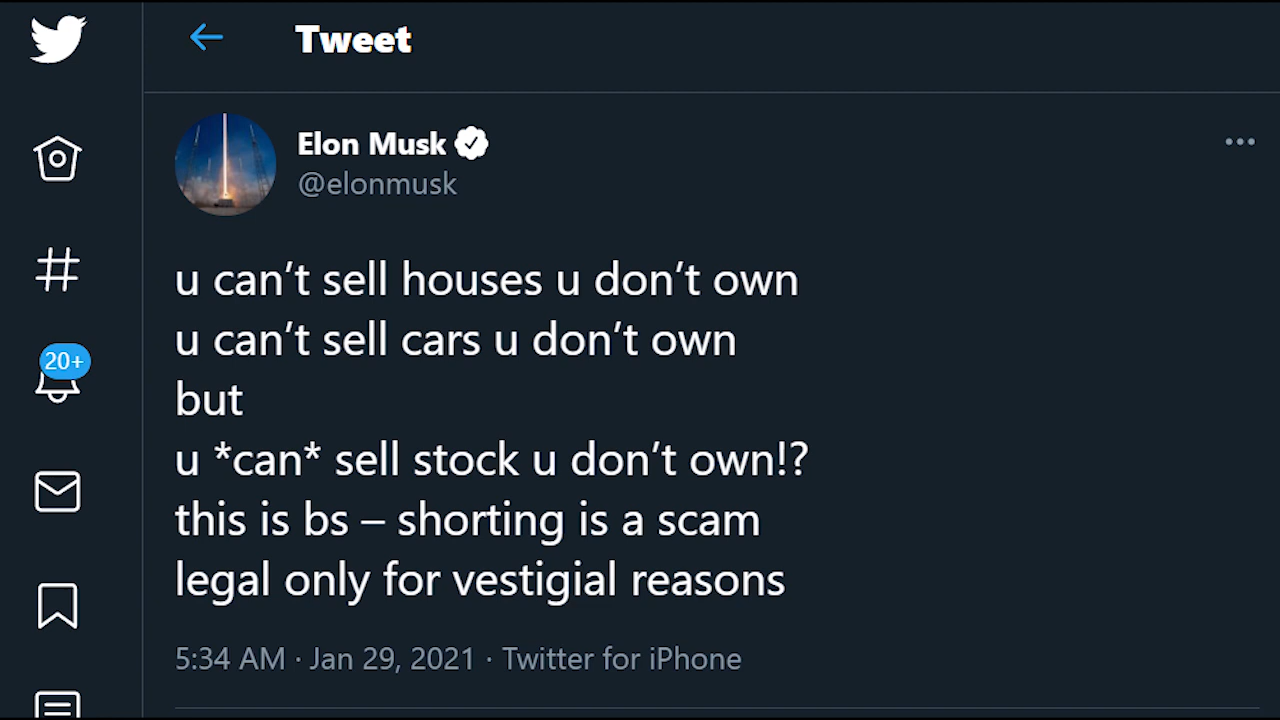 Tweet
Elon Musk
@elonmusk
u can’t sell houses u don’t own
u can’t sell cars u don’t own
but
u *can* sell stock u don’t own!?
this is bs – shorting is a scam
legal only for vestigial reasons
20+
5:34 AM · Jan 29, 2021 · Twitter for iPhone